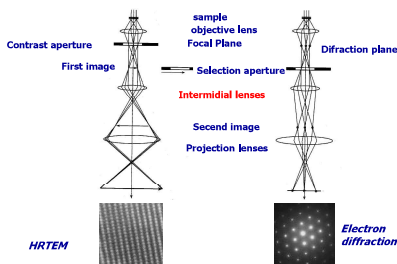 sample
objective lens
Contrast aperture
Focal Plane
Difraction plane
First image
Selection aperture
Intermidial lenses
Secend image
Projection lenses
HRTEM
Electron
diffraction